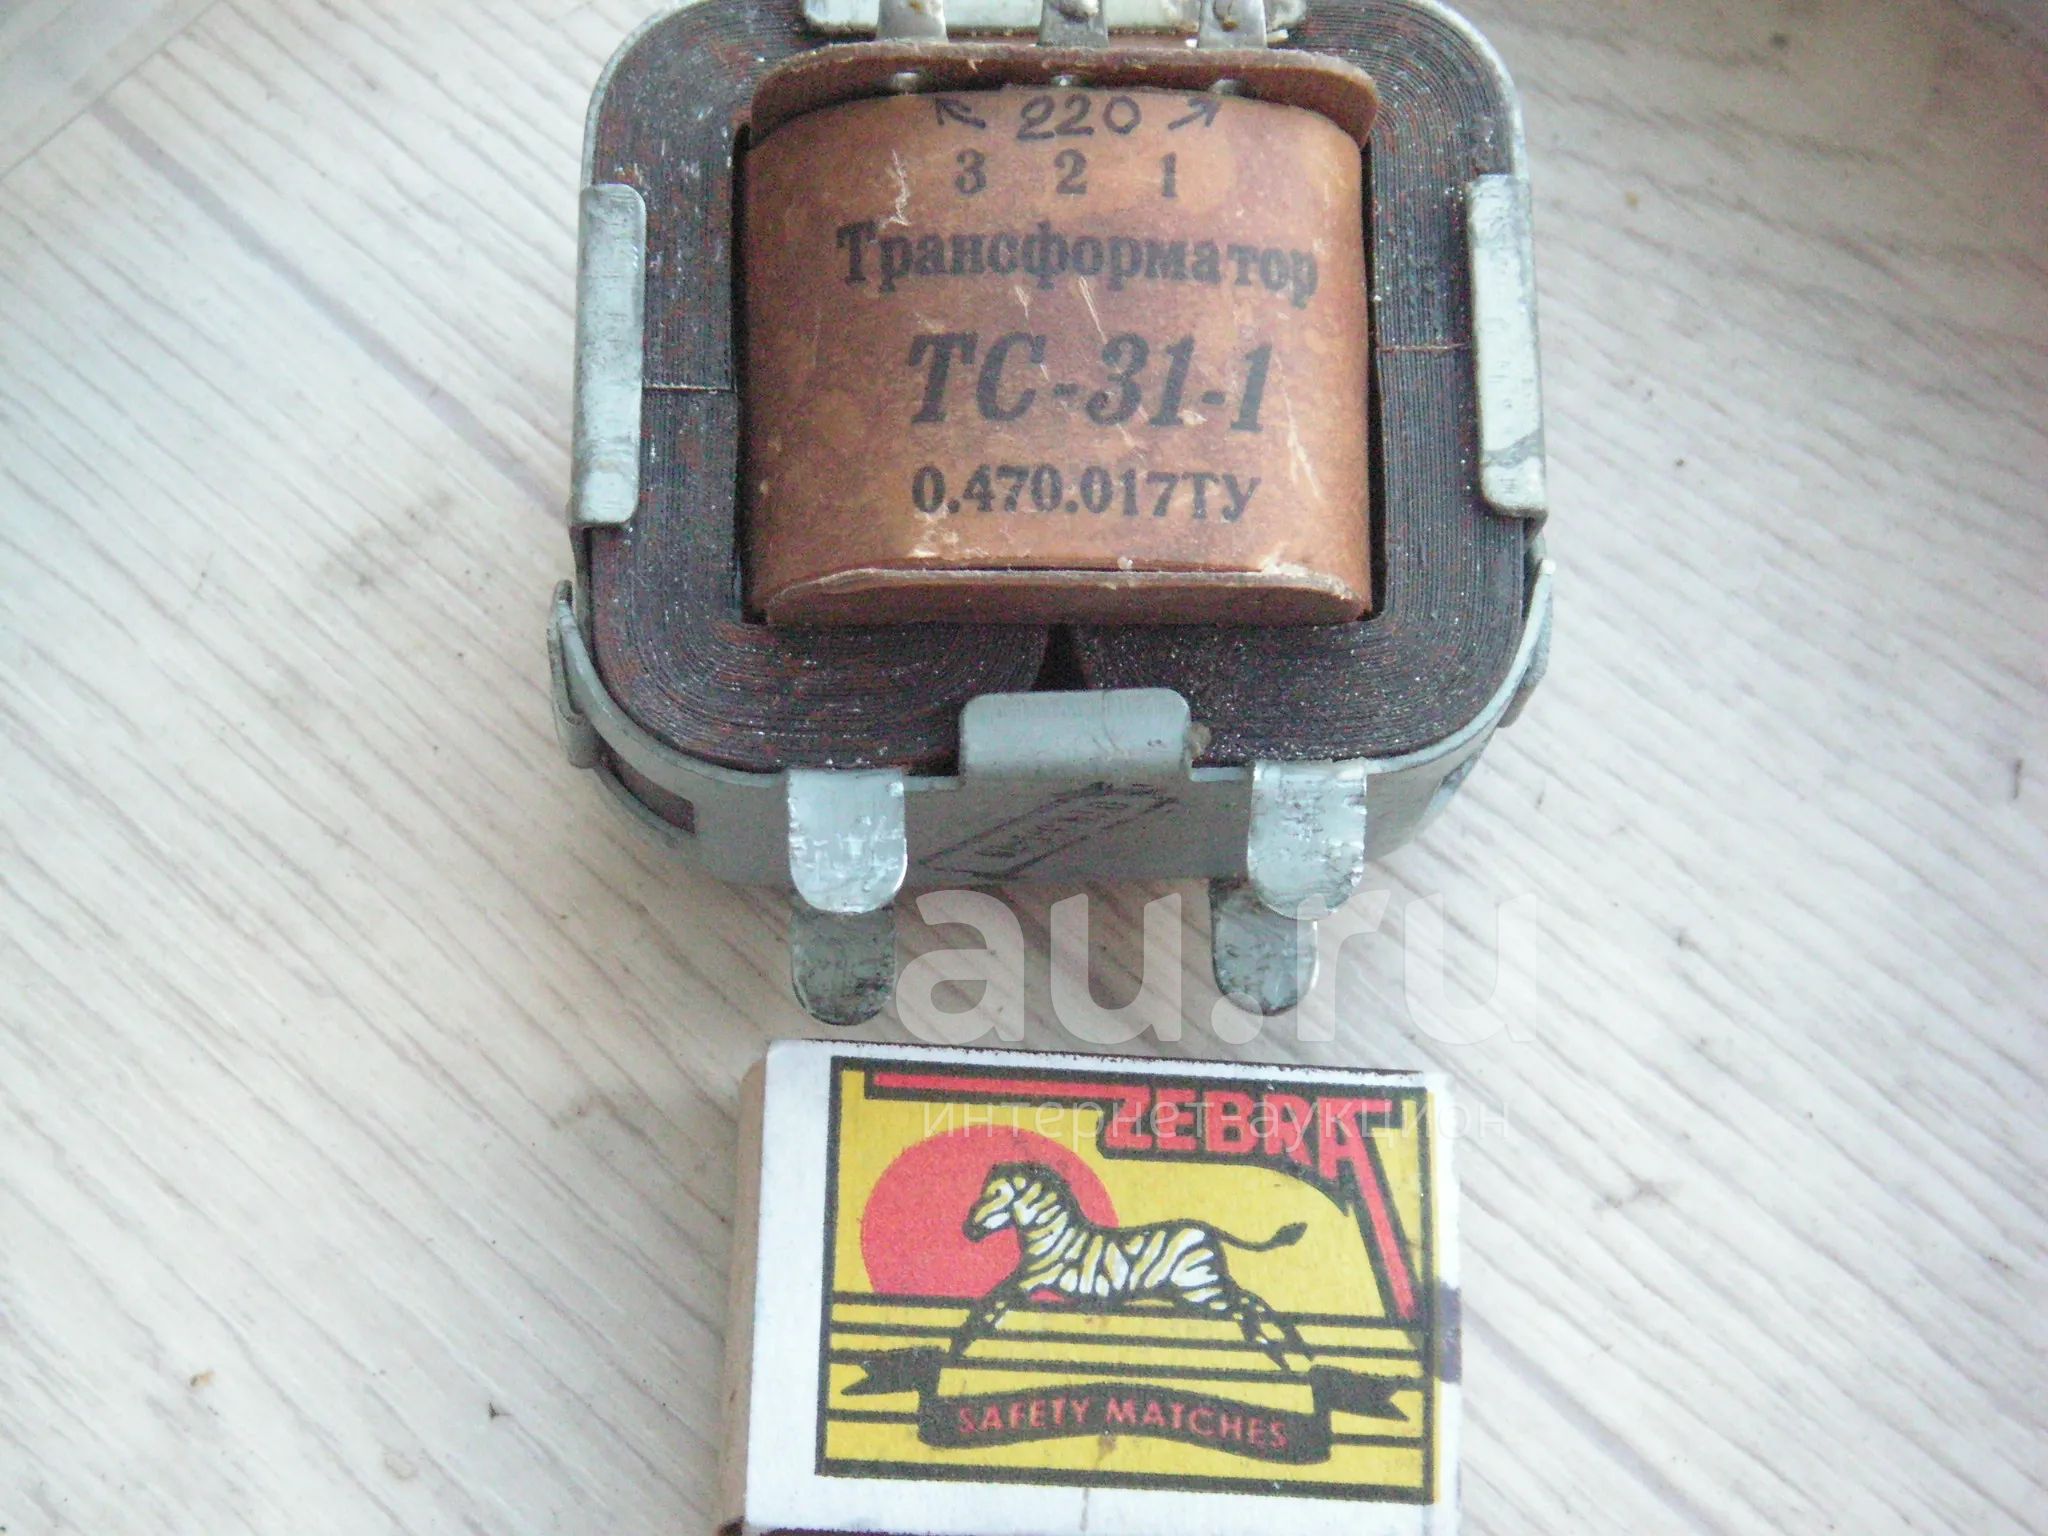 220
3 2 1
Трансформатор
ТС-31-1
0.470.017ТУ
au.ru
интернет-аукцион
ZEBRA
SAFETY MATCHES